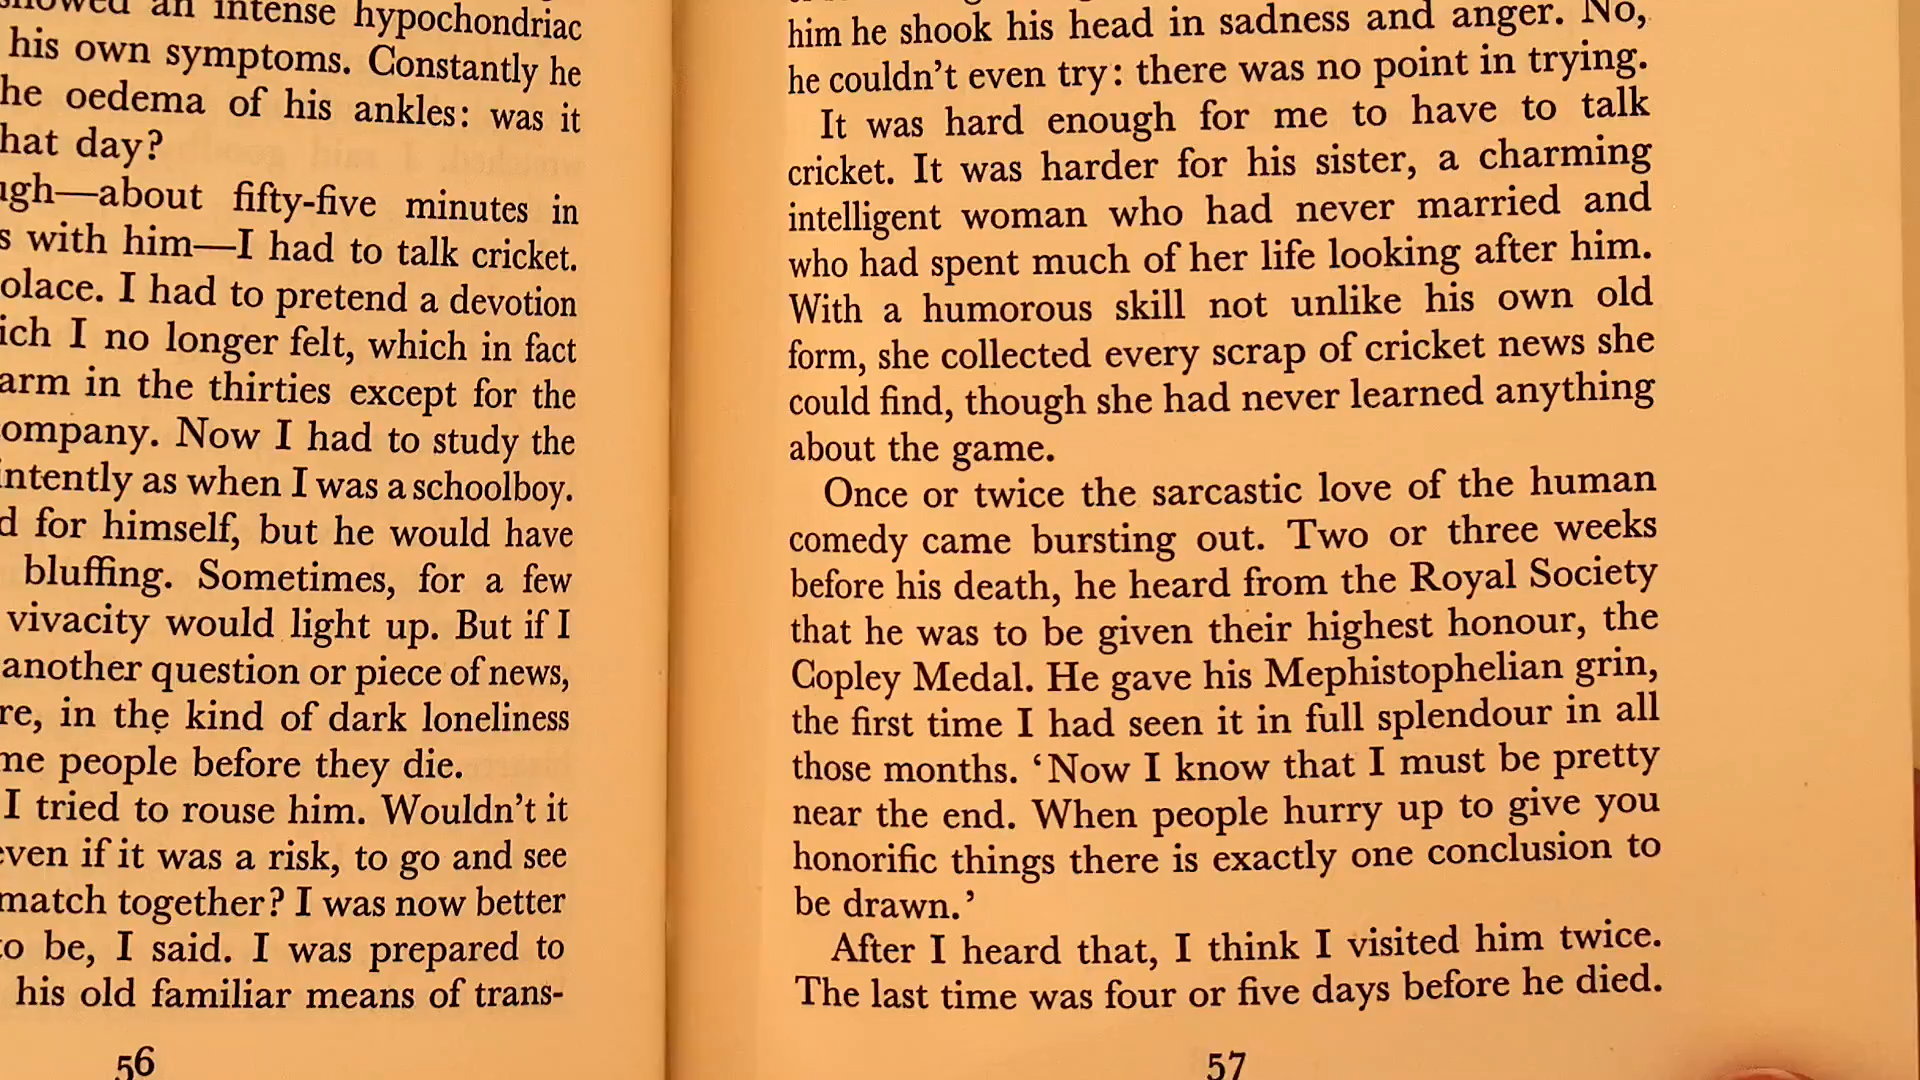 an intense hypochondriac
his own symptoms. Constantly he
he oedema of his ankles: was it
hat day?
ugh—about fifty-five minutes in
s with him—I had to talk cricket.
olace. I had to pretend a devotion
ich I no longer felt, which in fact
arm in the thirties except for the
ompany. Now I had to study the
intently as when I was a schoolboy.
d for himself, but he would have
bluffing. Sometimes, for a few
vivacity would light up. But if I
another question or piece of news,
re, in the kind of dark loneliness
me people before they die.
I tried to rouse him. Wouldn't it
even if it was a risk, to go and see
match together? I was now better
to be, I said. I was prepared to
his old familiar means of trans-
56
him he shook his head in sadness and anger. No,
he couldn't even try: there was no point in trying.
It was hard enough for me to have to talk
cricket. It was harder for his sister, a charming
intelligent woman who had never married and
who had spent much of her life looking after him.
With a humorous skill not unlike his own old
form, she collected every scrap of cricket news she
could find, though she had never learned anything
about the game.
Once or twice the sarcastic love of the human
comedy came bursting out. Two or three weeks
before his death, he heard from the Royal Society
that he was to be given their highest honour, the
Copley Medal. He gave his Mephistophelian grin,
the first time I had seen it in full splendour in all
those months. 'Now I know that I must be pretty
near the end. When people hurry up to give you
honorific things there is exactly one conclusion to
be drawn.'
After I heard that, I think I visited him twice.
The last time was four or five days before he died.
57